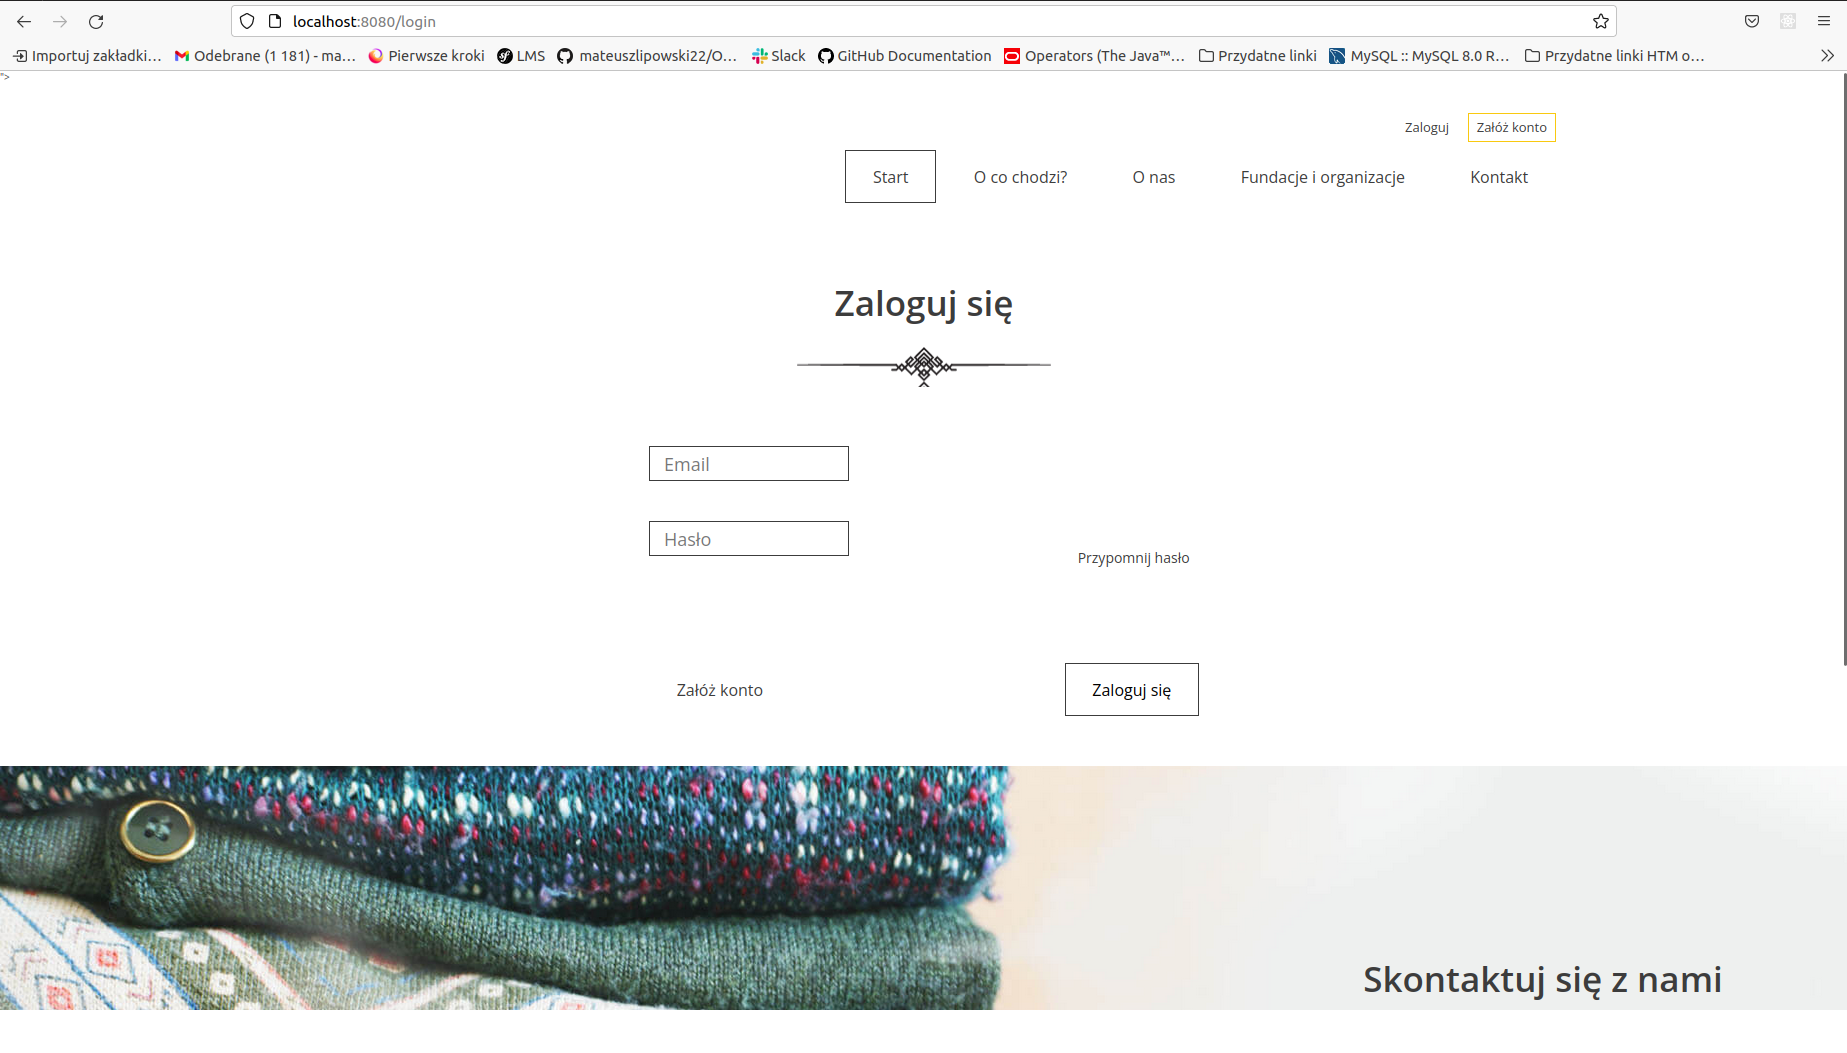 localhost:8080/login
Importuj zakładki… Odebrane (1 181) - ma… Pierwsze kroki LMS mateuszlipowski22/O… Slack GitHub Documentation Operators (The Java™… Przydatne linki MySQL :: MySQL 8.0 R… Przydatne linki HTM o…
">
Zaloguj Załóż konto
Start O co chodzi? O nas Fundacje i organizacje Kontakt
Zaloguj się
Email
Hasło
Przypomnij hasło
Załóż konto Zaloguj się
Skontaktuj się z nami